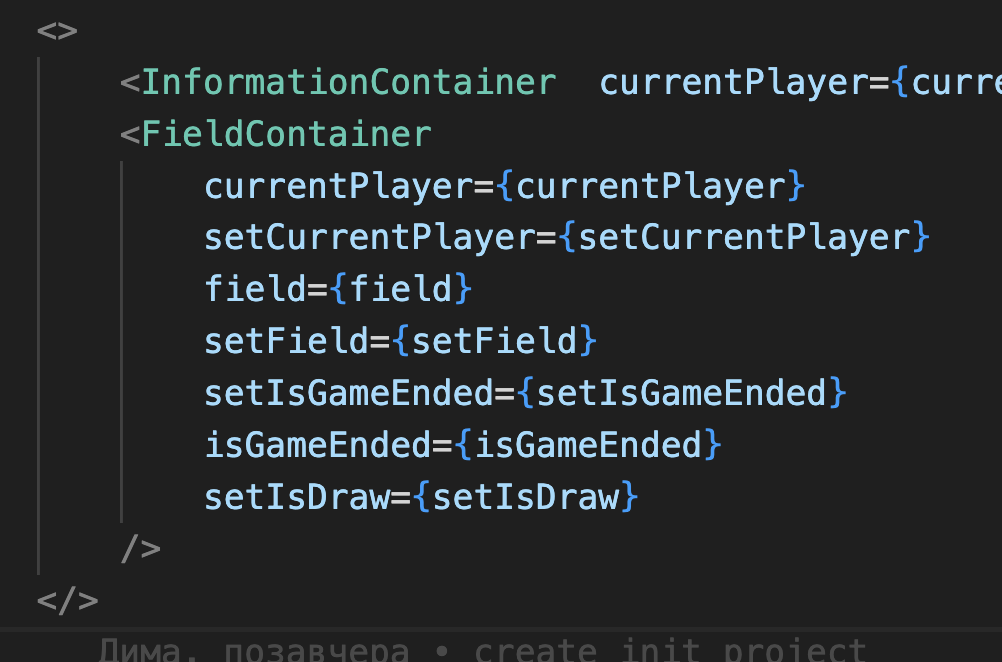 <>
<InformationContainer  currentPlayer={curre
<FieldContainer
currentPlayer={currentPlayer}
setCurrentPlayer={setCurrentPlayer}
field={field}
setField={setField}
setIsGameEnded={setIsGameEnded}
isGameEnded={isGameEnded}
setIsDraw={setIsDraw}
/>
</>
Дима, позавчера • create init project